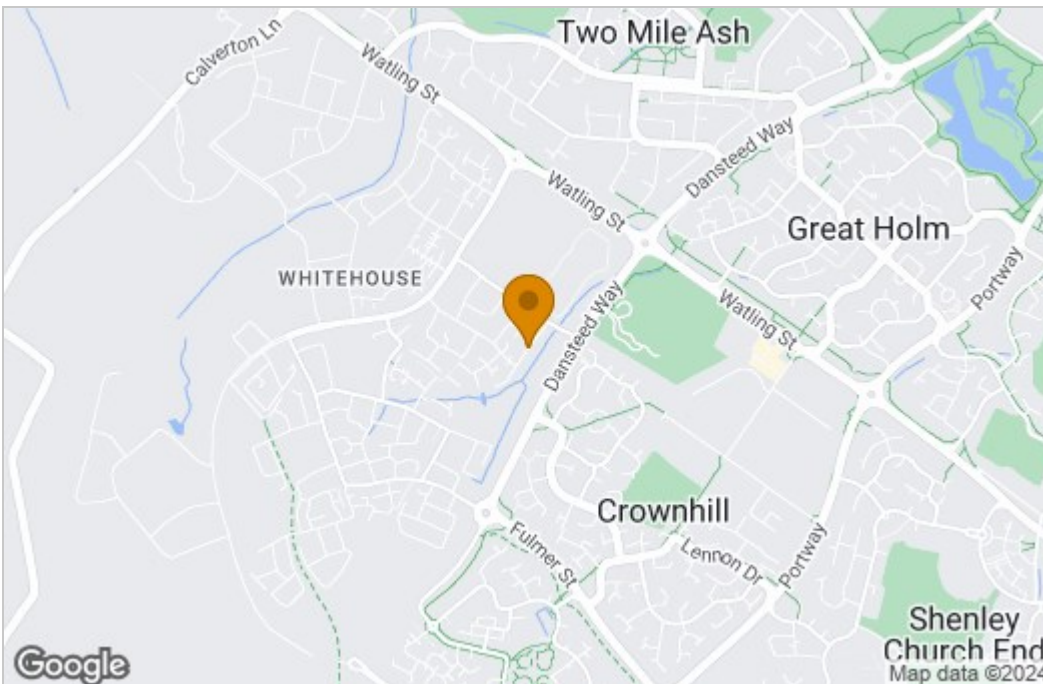 Two Mile Ash
Calverton Ln
Watling St
Dansteed Way
Watling St
Great Holm
WHITEHOUSE
Portway
Dansteed Way
Watling St
Crownhill
Fulmer St
Lennon Dr
Portway
Shenley
Church End
Google
Map data ©2024